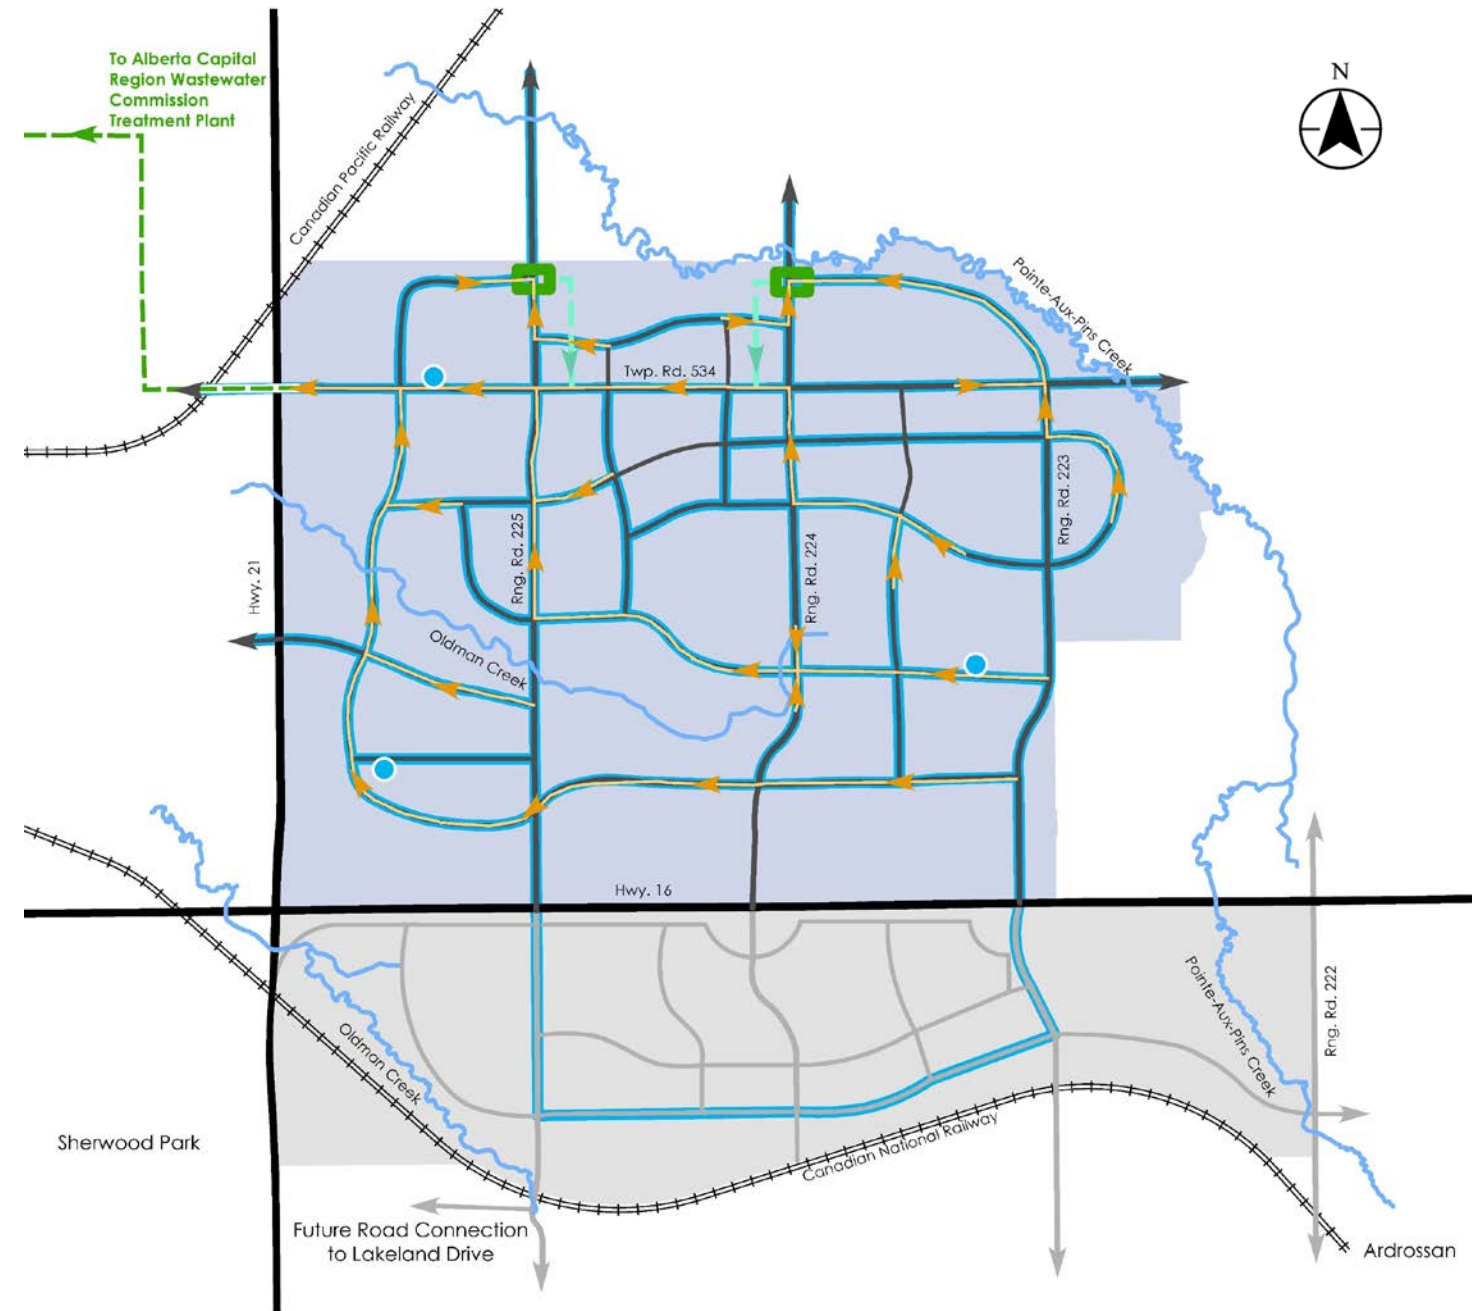 To Alberta Capital
Region Wastewater
Commission
Treatment Plant
N
Canadian Pacific Railway
Pointe-Aux-Pins Creek
Twp. Rd. 534
Rng. Rd. 223
Rng. Rd. 225
Rng. Rd. 224
Hwy. 21
Oldman Creek
Hwy. 16
Pointe-Aux-Pins Creek
Rng. Rd. 222
Oldman Creek
Sherwood Park
Canadian National Railway
Future Road Connection
to Lakeland Drive
Ardrossan